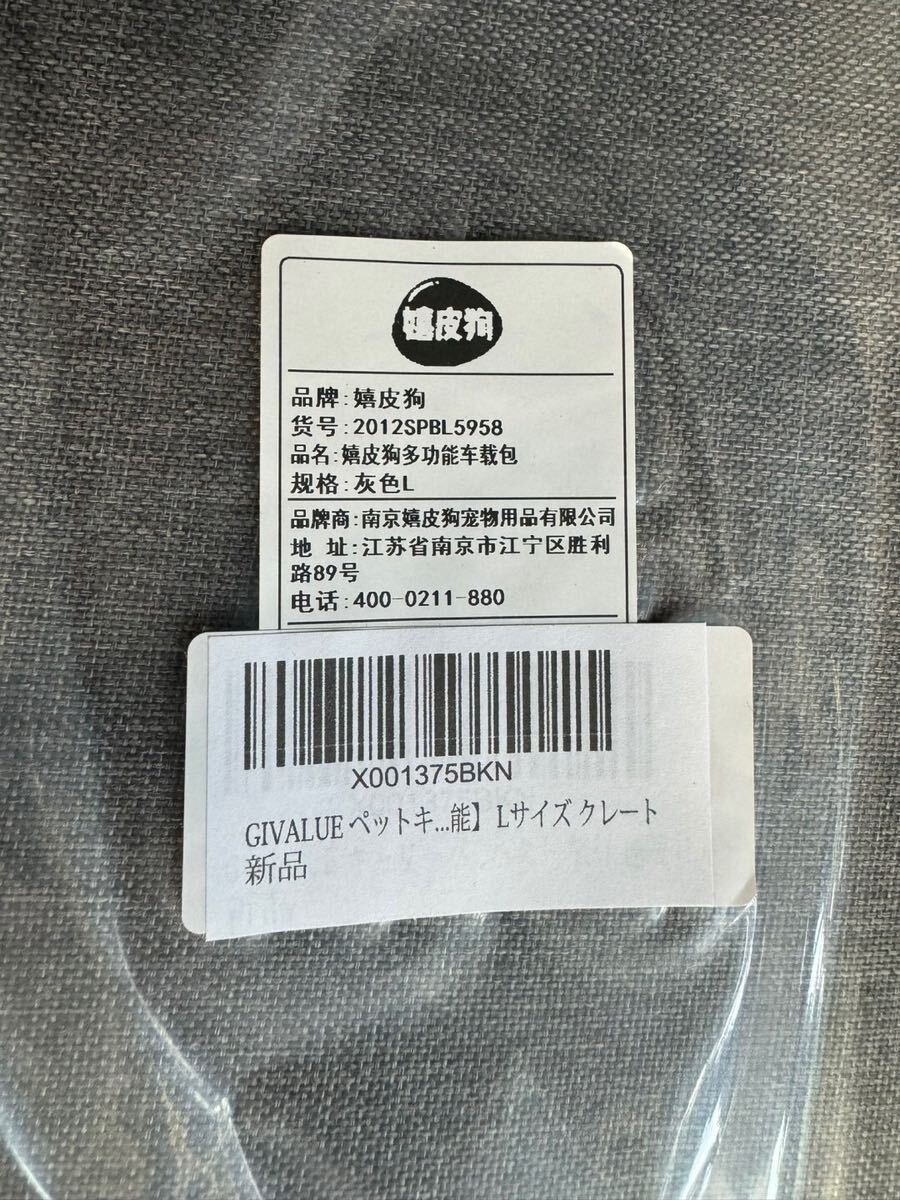 嬉皮狗
品牌:嬉皮狗
货号:2012SPBL5958
品名:嬉皮狗多功能车载包
规格:灰色L
品牌商:南京嬉皮狗宠物用品有限公司
地 址:江苏省南京市江宁区胜利
路89号
电话:400-0211-880
X001375BKN
GIVALUE ペットキ...能】 Lサイズ クレート
新品